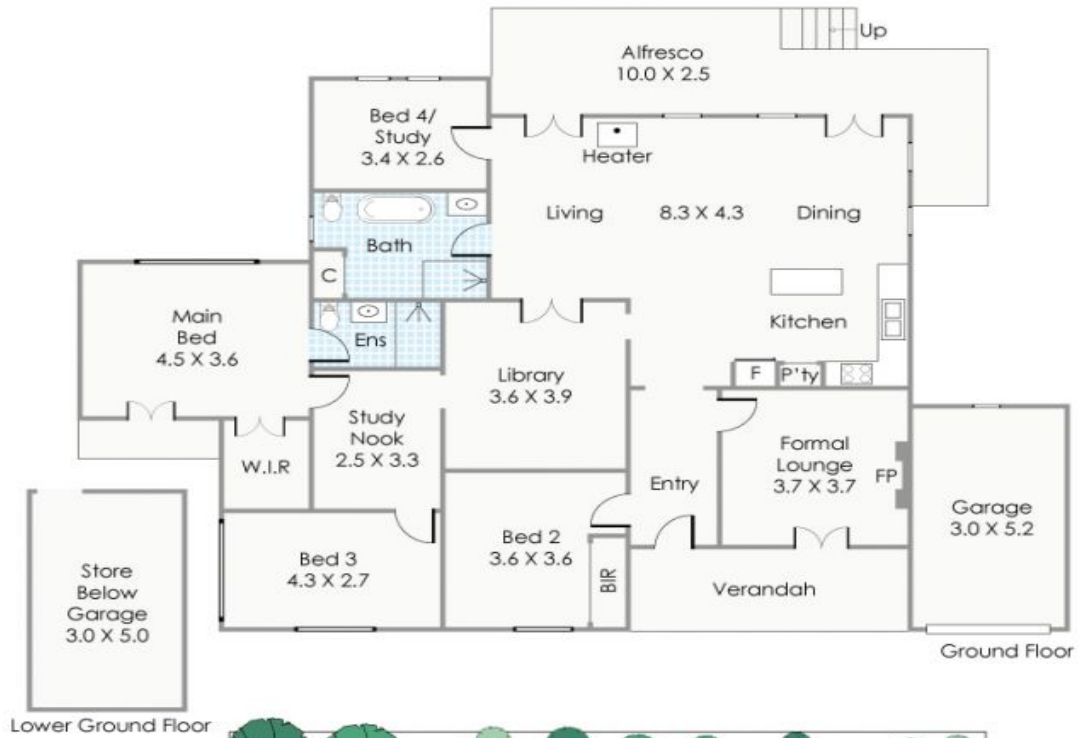 Up
Alfresco
10.0 X 2.5
Bed 4/
Study
3.4 X 2.6
Heater
Living
8.3 X 4.3
Dining
Bath
C
Main
Bed
4.5 X 3.6
Ens
Kitchen
F
P'ty
Library
3.6 X 3.9
Study
Nook
2.5 X 3.3
W.I.R
Formal
Lounge
3.7 X 3.7
FP
Entry
Garage
3.0 X 5.2
Bed 2
3.6 X 3.6
BIR
Bed 3
4.3 X 2.7
Verandah
Store
Below
Garage
3.0 X 5.0
Ground Floor
Lower Ground Floor